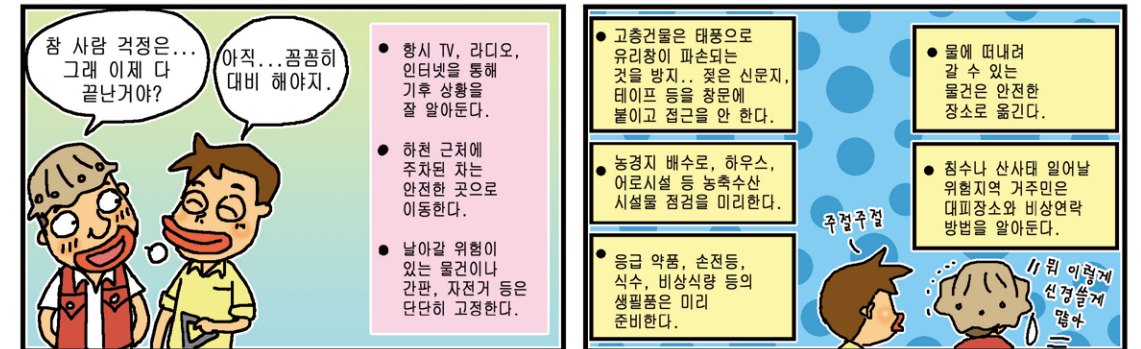 참 사람 걱정은...
그래 이제 다
끝난거야?
아직...꼼꼼히
대비 해야지.
● 항시 TV, 라디오,
인터넷을 통해
기후 상황을
잘 알아둔다.
● 하천 근처에
주차된 차는
안전한 곳으로
이동한다.
● 날아갈 위험이
있는 물건이나
간판, 자전거 등은
단단히 고정한다.
● 고층건물은 태풍으로
유리창이 파손되는
것을 방지.. 젖은 신문지,
테이프 등을 창문에
붙이고 접근을 안 한다.
● 농경지 배수로, 하우스,
어로시설 등 농축수산
시설물 점검을 미리한다.
● 응급 약품, 손전등,
식수, 비상식량 등의
생필품은 미리
준비한다.
● 물에 떠내려
갈 수 있는
물건은 안전한
장소로 옮긴다.
● 침수나 산사태 일어날
위험지역 거주민은
대피장소와 비상연락
방법을 알아둔다.
주절주절
뭐 이렇게
신경쓸게
많아